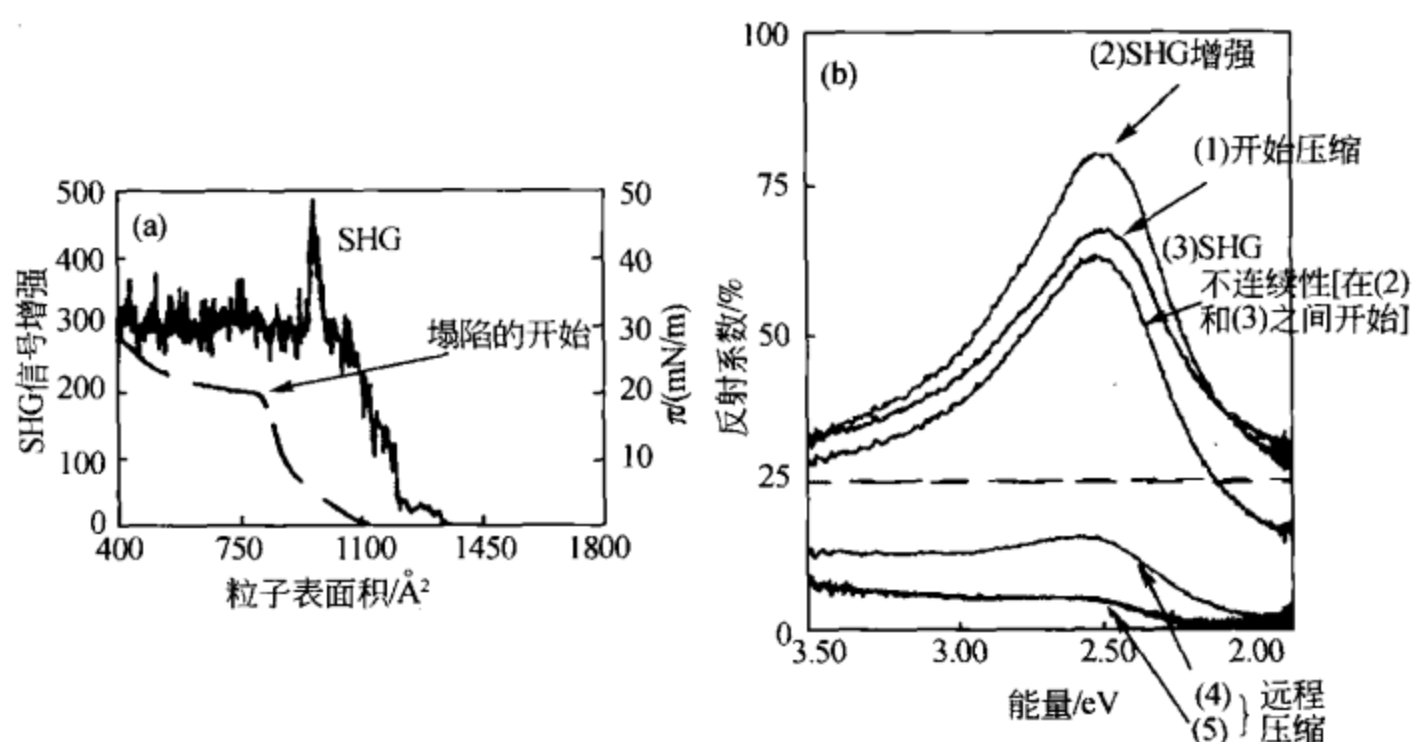 (a)
SHG
塌陷的开始
SHG信号增强
500
400
300
200
100
0
50
40
30
20
10
π/(mN/m)
400
750
1100
1450
1800
粒子表面积/Å²
(b)
(2)SHG增强
(1)开始压缩
(3)SHG
不连续性[在(2)
和(3)之间开始]
反射系数/%
100
75
50
25
0
3.50
3.00
2.50
2.00
能量/eV
(4)
(5)
远程
压缩